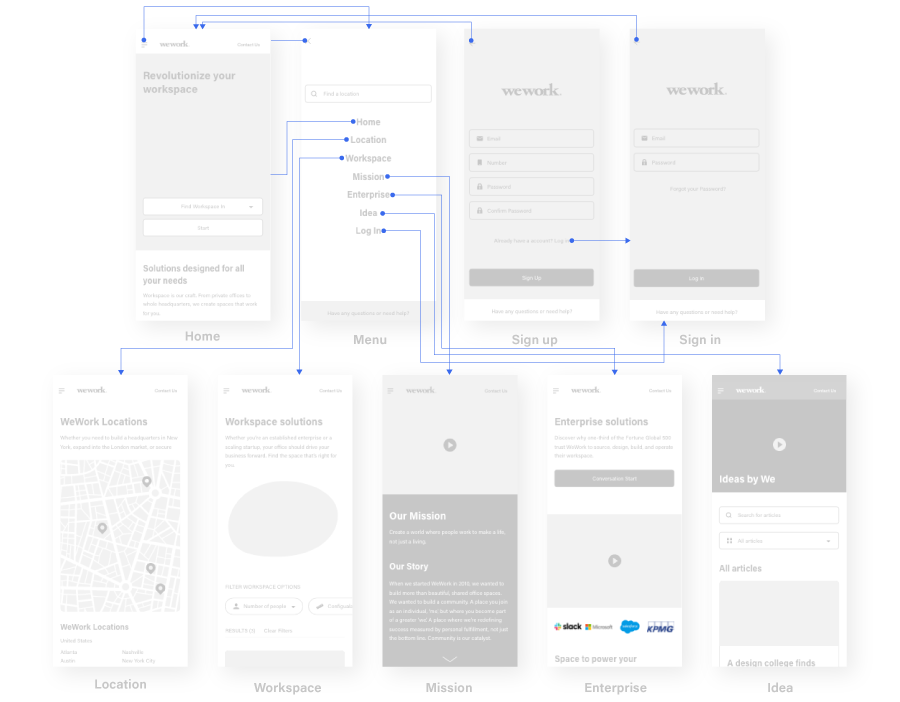 wework.
Contact Us
Revolutionize your
workspace
Find Workspace in
Start
Solutions designed for all
your needs
Workspace is our craft. From private offices to
whole headquarters, we create spaces that work
for you.
Home
Find a location
Home
Location
Workspace
Mission
Enterprise
Idea
Log In
Have any questions or need help?
Menu
wework.
Email
Number
Password
Confirm Password
Already have a account? Log in
Sign Up
Have any questions or need help?
Sign up
wework.
Email
Password
Forgot your Password?
Log in
Have any questions or need help?
Sign in
wework.
Contact Us
WeWork Locations
Whether you need to build a headquarters in New
York, expand into the London market, or secure
WeWork Locations
United States
Atlanta
Nashville
Austin
New York City
Location
wework.
Contact Us
Workspace solutions
Whether you're an established enterprise or a
scaling startup, your office should drive your
business forward. Find the space that's right for
you.
FILTER WORKSPACE OPTIONS
Number of people
RESULTS (3)
Clear Filter
Workspace
wework.
Contact Us
Our Mission
Create a world where people want to make a life,
not just a living.
Our Story
When we started WeWork in 2010, we wanted to
build more than beautiful, shared office spaces.
We wanted to build a community. A place you join
as an individual, 'me', but where you become part
of a greater 'we'. A place where we're redefining
success measured by personal fulfillment, not just
the bottom line. Community is our catalyst.
Mission
wework.
Contact Us
Enterprise solutions
Discover why one third of the Fortune Global 500
trust WeWork to source, design, build, and operate
their workspace.
Conversation Start
slack
Microsoft
salesforce
KPMG
Space to power your
Enterprise
wework.
Contact Us
Ideas by We
Search for articles
All articles
All articles
A design college finds
Idea